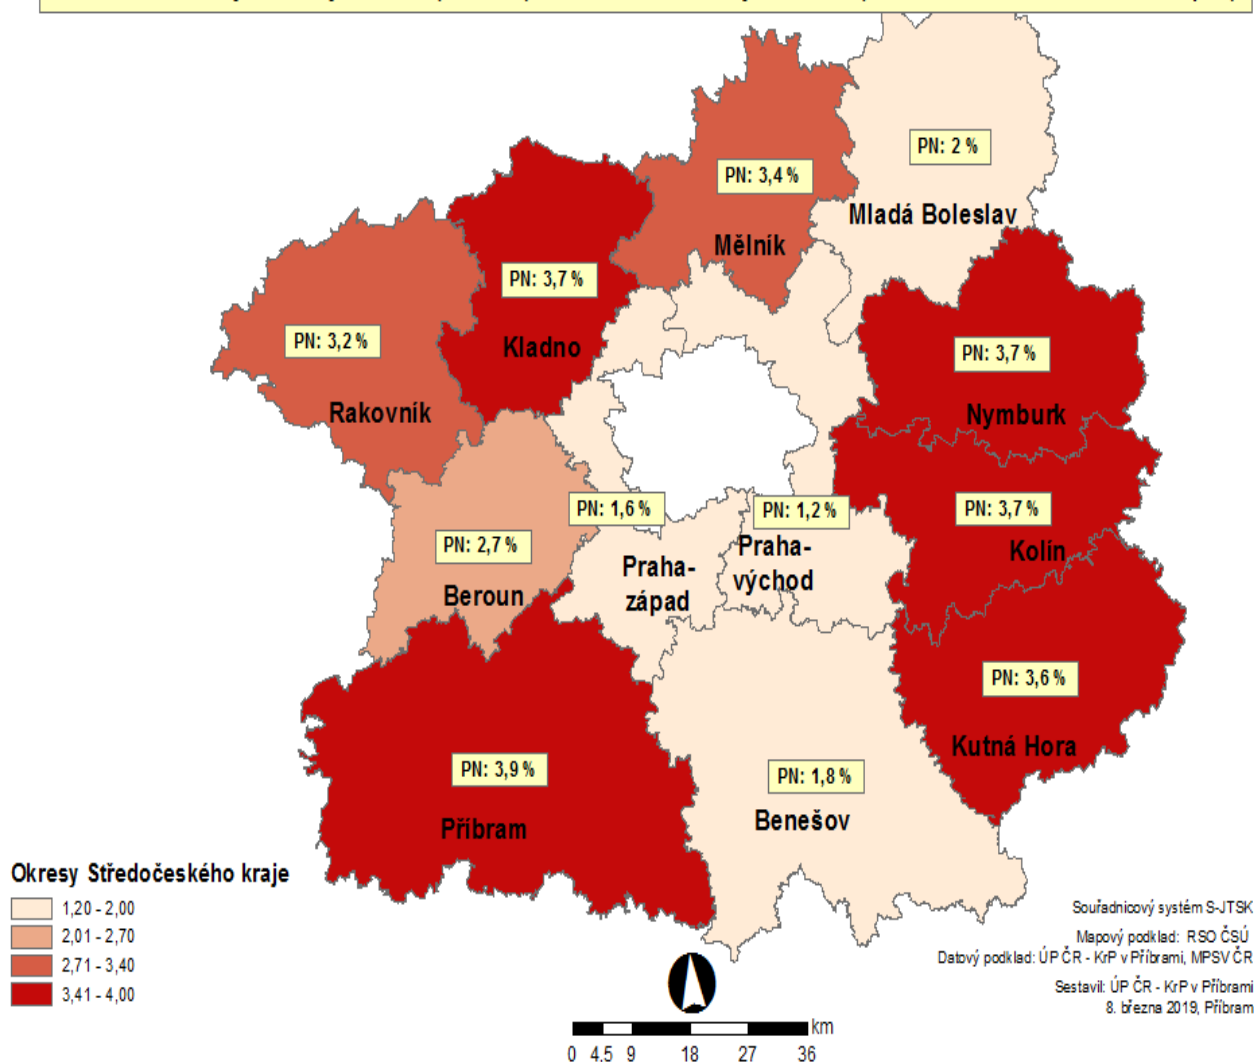 PN: 2 %
Mladá Boleslav
PN: 3,4 %
Mělník
PN: 3,7 %
Kladno
PN: 3,2 %
Rakovník
PN: 3,7 %
Nymburk
PN: 3,7 %
Kolín
PN: 1,6 %
Praha-
západ
PN: 1,2 %
Praha-
východ
PN: 2,7 %
Beroun
PN: 3,6 %
Kutná Hora
PN: 3,9 %
Příbram
PN: 1,8 %
Benešov
Okresy Středočeského kraje
1,20 - 2,00
2,01 - 2,70
2,71 - 3,40
3,41 - 4,00
Souřadnicový systém S-JTSK
Mapový podklad: RSO ČSÚ
Datový podklad: ÚP ČR - KrP v Příbrami, MPSV ČR
Sestavil: ÚP ČR - KrP v Příbrami
8. března 2019, Příbram
km
0 4,5 9 18 27 36